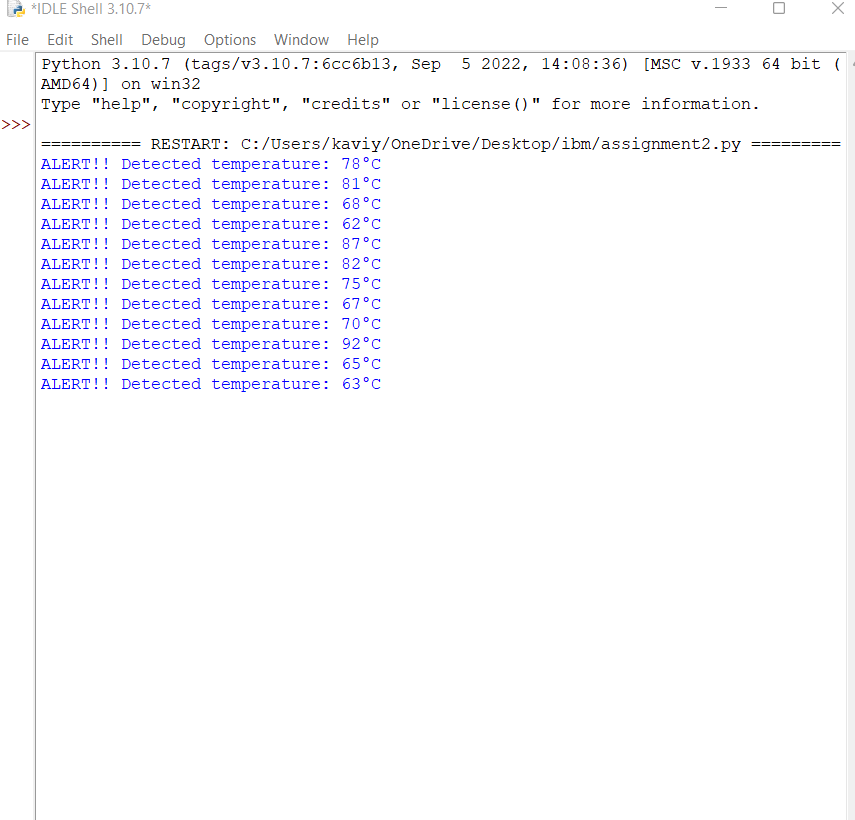 *IDLE Shell 3.10.7*
File Edit Shell Debug Options Window Help
Python 3.10.7 (tags/v3.10.7:6cc6b13, Sep  5 2022, 14:08:36) [MSC v.1933 64 bit (
AMD64)] on win32
Type "help", "copyright", "credits" or "license()" for more information.
>>>
========== RESTART: C:/Users/kaviy/OneDrive/Desktop/ibm/assignment2.py =========
ALERT!! Detected temperature: 78°C
ALERT!! Detected temperature: 81°C
ALERT!! Detected temperature: 68°C
ALERT!! Detected temperature: 62°C
ALERT!! Detected temperature: 87°C
ALERT!! Detected temperature: 82°C
ALERT!! Detected temperature: 75°C
ALERT!! Detected temperature: 67°C
ALERT!! Detected temperature: 70°C
ALERT!! Detected temperature: 92°C
ALERT!! Detected temperature: 65°C
ALERT!! Detected temperature: 63°C